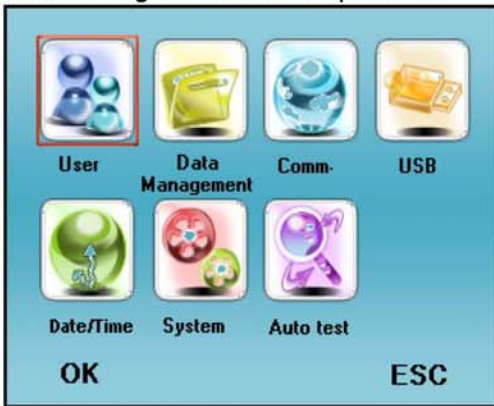 User
Data Management
Comm.
USB
Date/Time
System
Auto test
OK
ESC